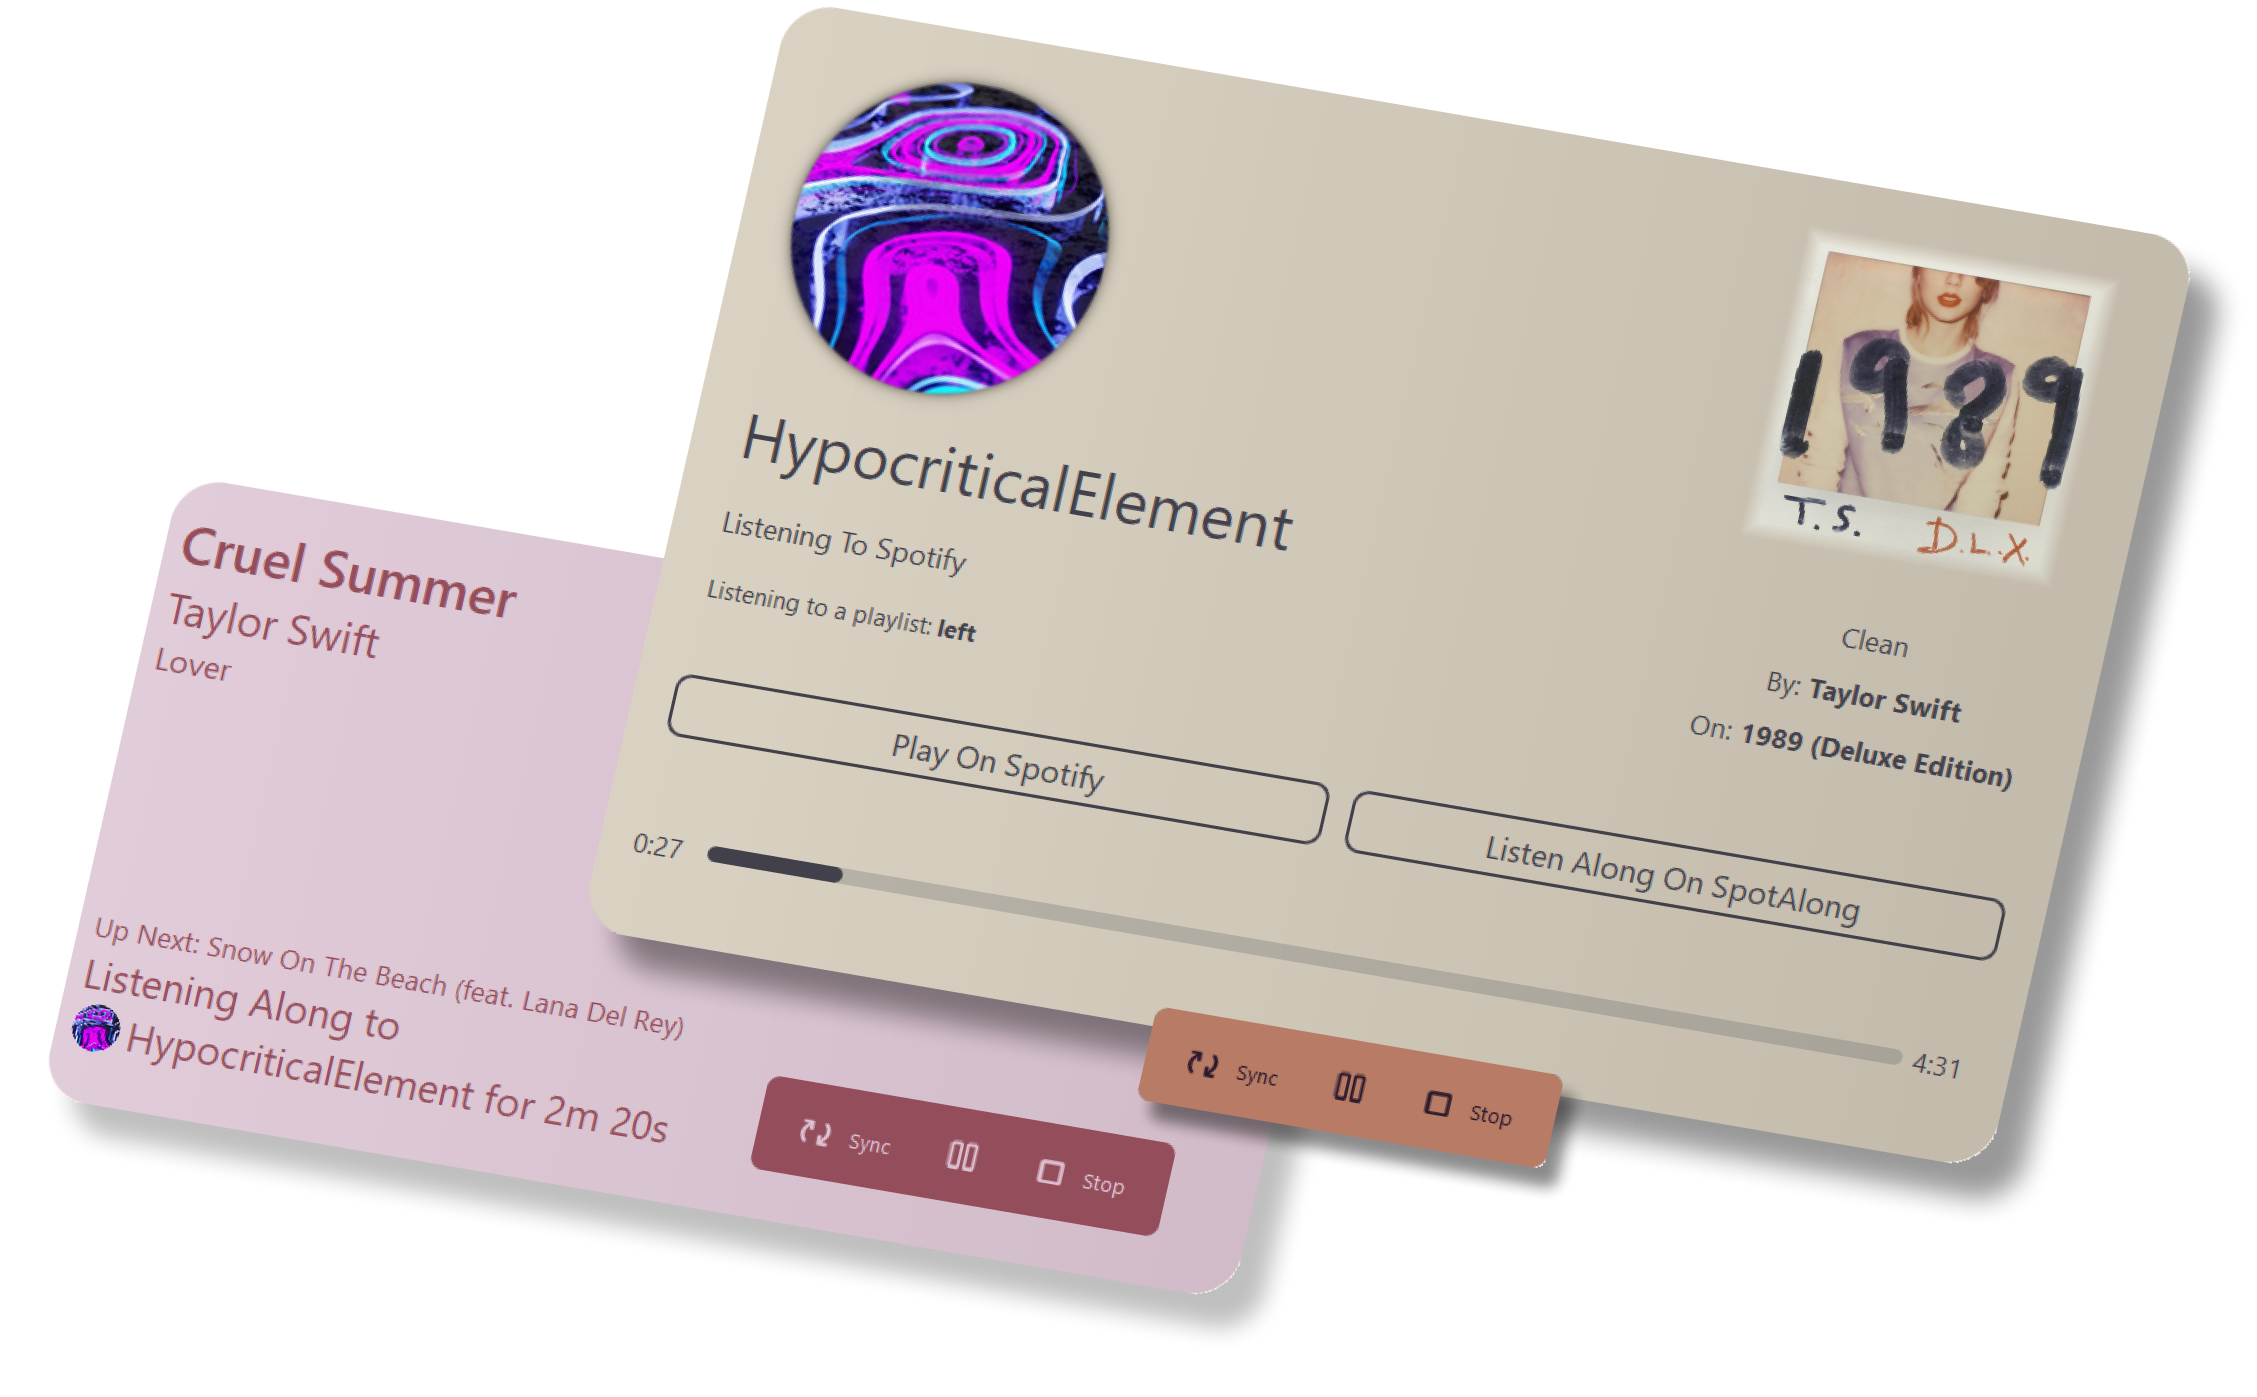 HypocriticalElement
Listening To Spotify
Listening to a playlist: left
1989
T.S. D.L.X.
Clean
By: Taylor Swift
On: 1989 (Deluxe Edition)
Play On Spotify
Listen Along On SpotAlong
0:27
4:31
Sync
Stop
Cruel Summer
Taylor Swift
Lover
Up Next: Snow On The Beach (feat. Lana Del Rey)
Listening Along to
HypocriticalElement for 2m 20s
Sync
Stop